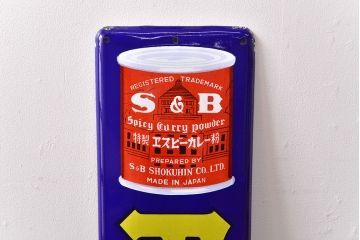 REGISTERED TRADEMARK
S & B
Spicy Curry powder
特製 ヱスビーカレー粉
PREPARED BY
S&B SHOKUHIN CO. LTD.
MADE IN JAPAN